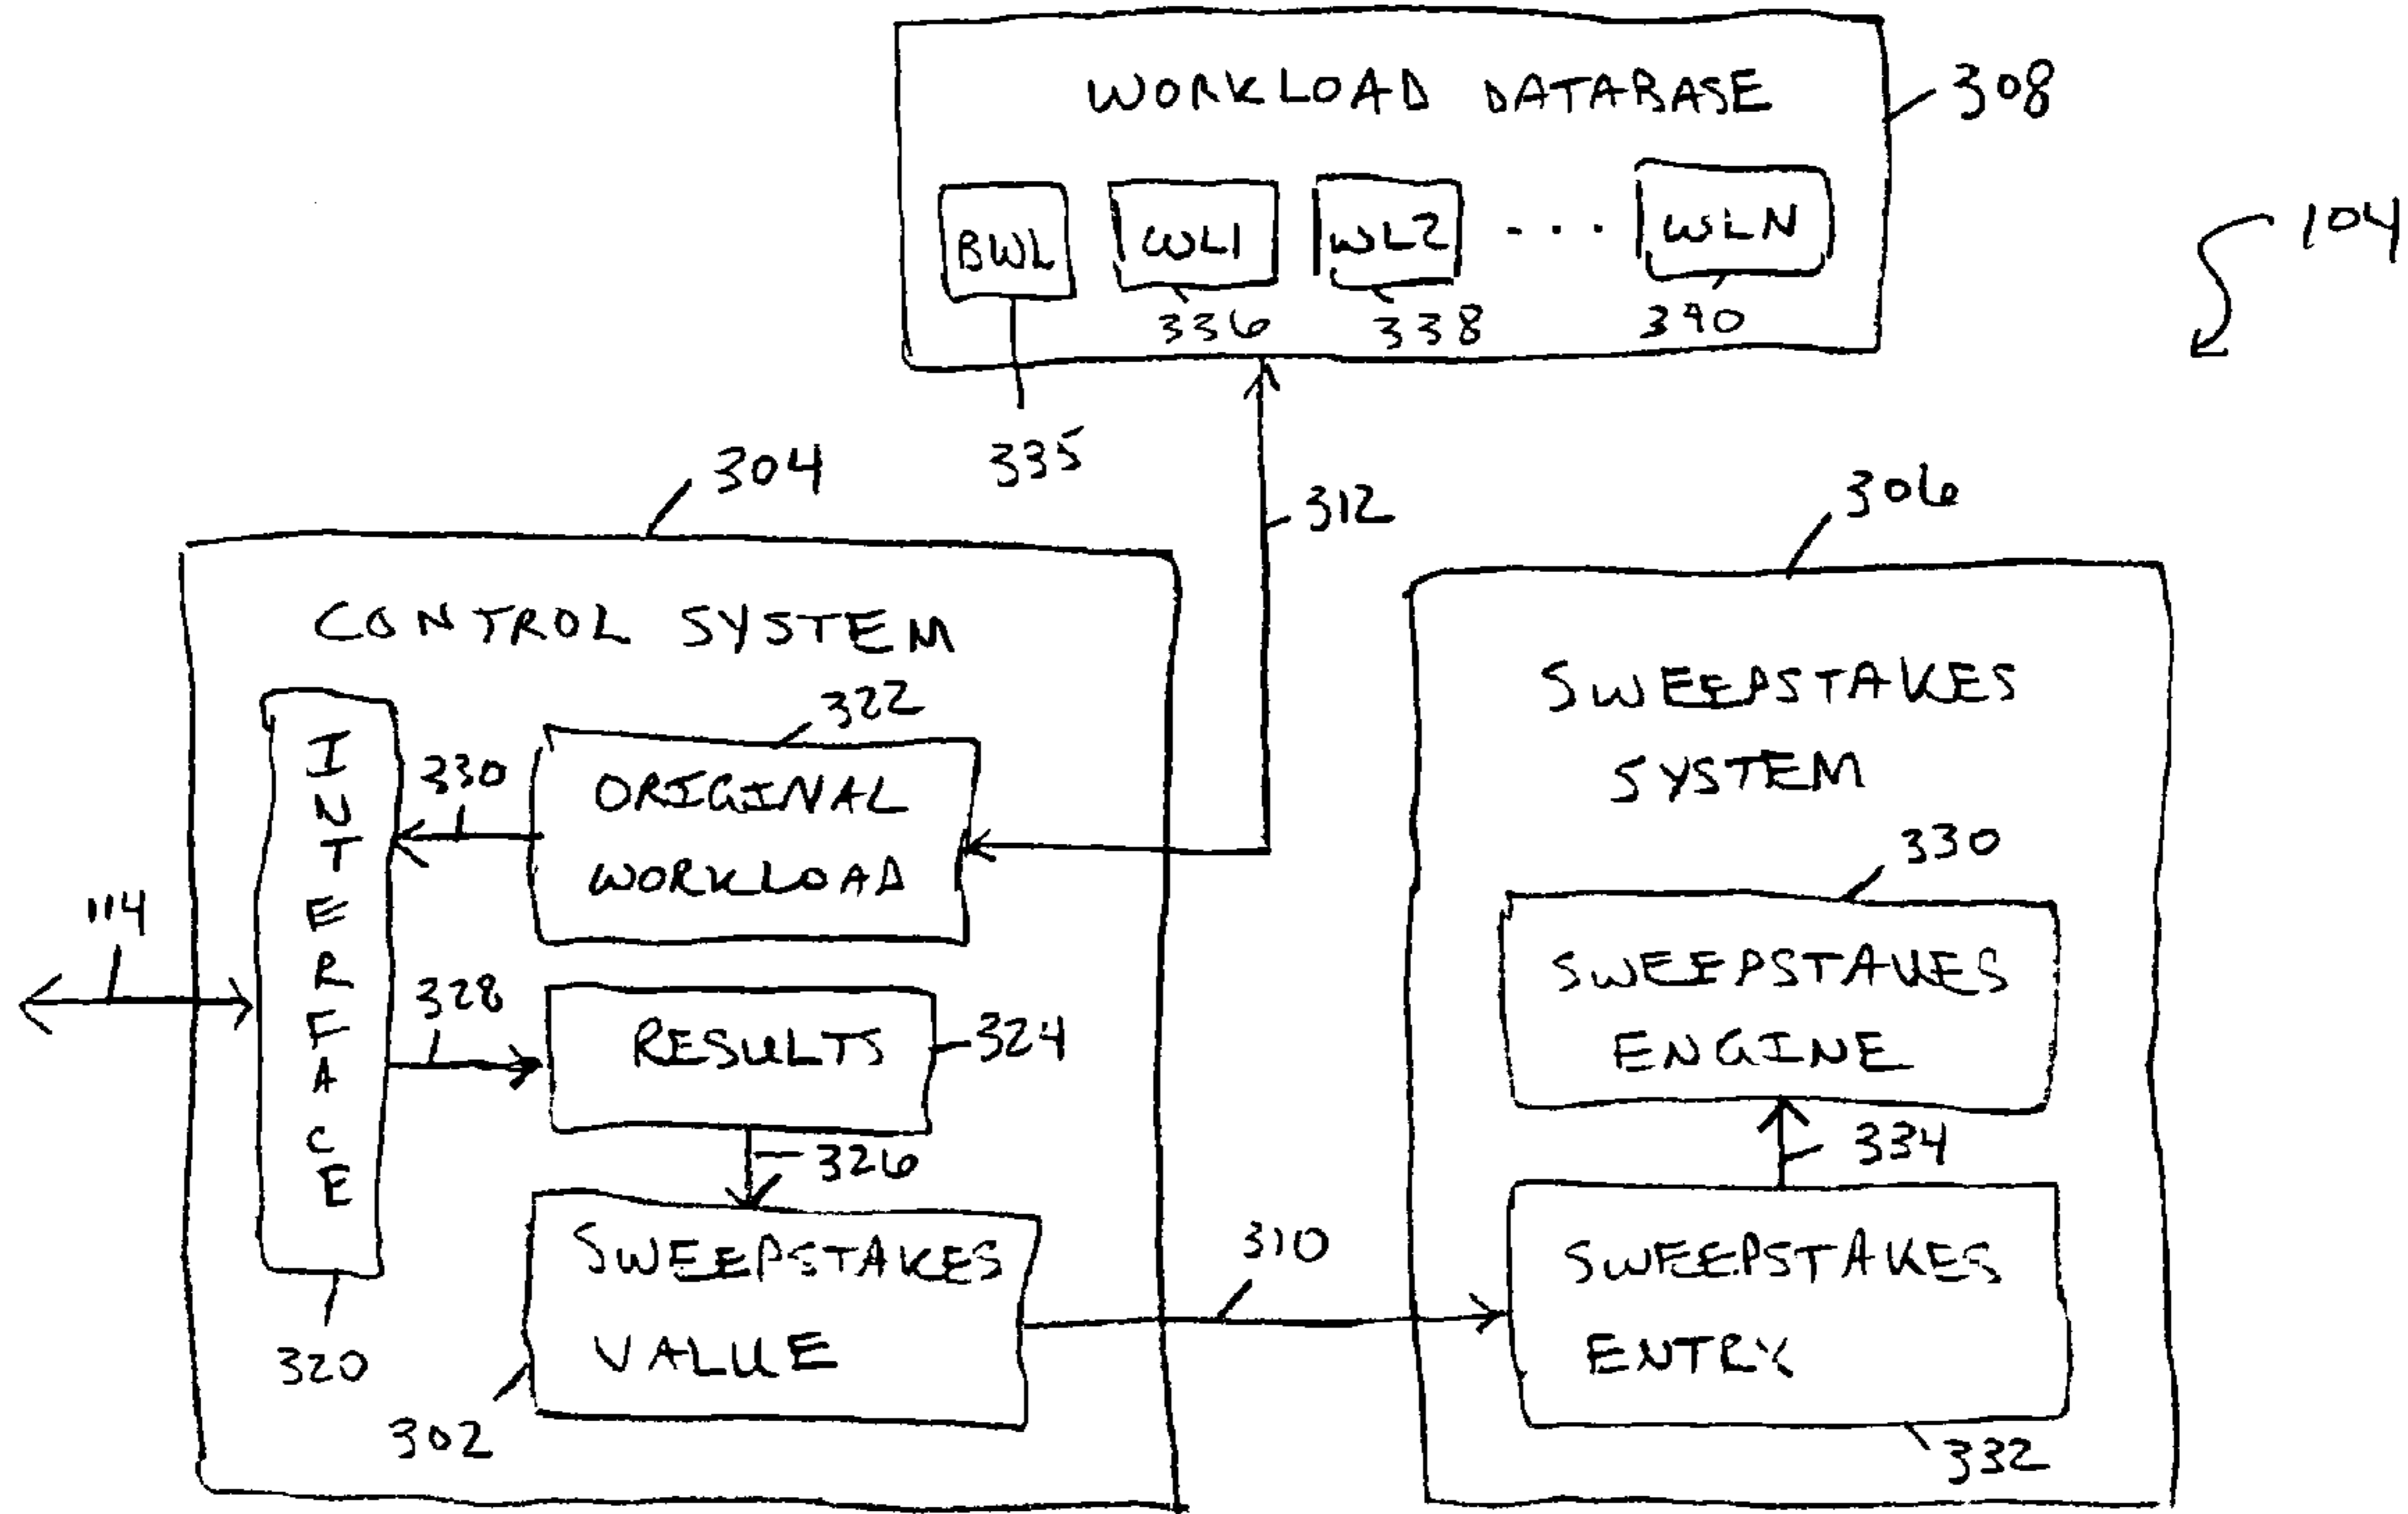 WORKLOAD DATABASE
308
BWL
WL1
WL2
. . .
WLN
336
338
340
335
104
312
304
CONTROL SYSTEM
322
INTERFACE
330
ORIGINAL
WORKLOAD
114
328
RESULTS
324
326
SWEEPSTAKES
VALUE
320
302
310
306
SWEEPSTAKES
SYSTEM
330
SWEEPSTAKES
ENGINE
334
SWEEPSTAKES
ENTRY
332